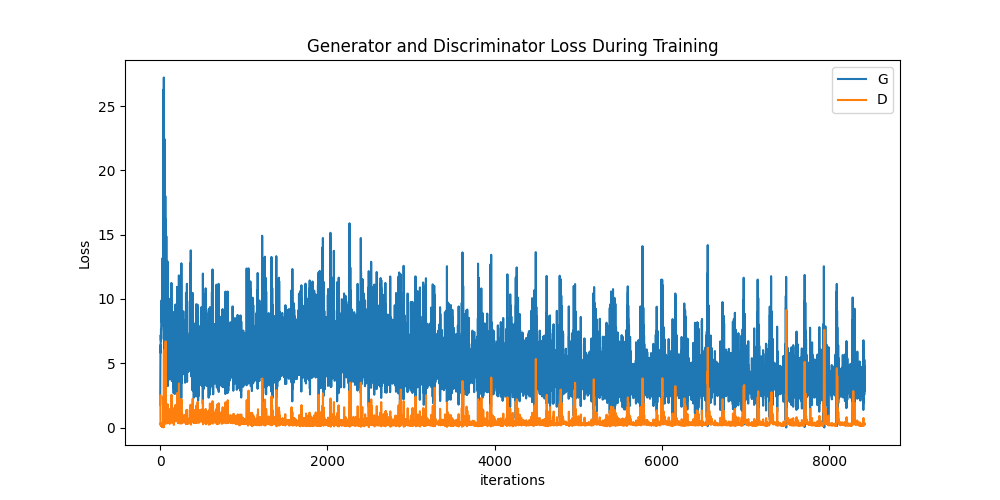 Generator and Discriminator Loss During Training
G
D
25
20
15
10
5
0
Loss
0 2000 4000 6000 8000
iterations